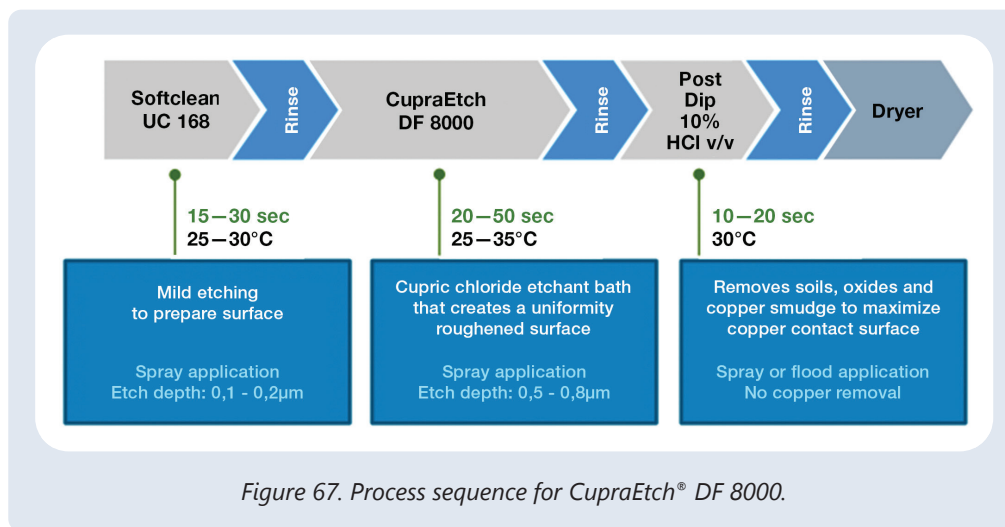 Softclean
UC 168
Rinse
CupraEtch
DF 8000
Rinse
Post
Dip
10%
HCl v/v
Rinse
Dryer
15—30 sec
25—30°C
20—50 sec
25—35°C
10—20 sec
30°C
Mild etching
to prepare surface
Spray application
Etch depth: 0,1 - 0,2µm
Cupric chloride etchant bath
that creates a uniformity
roughened surface
Spray application
Etch depth: 0,5 - 0,8µm
Removes soils, oxides and
copper smudge to maximize
copper contact surface
Spray or flood application
No copper removal
Figure 67. Process sequence for CupraEtch® DF 8000.